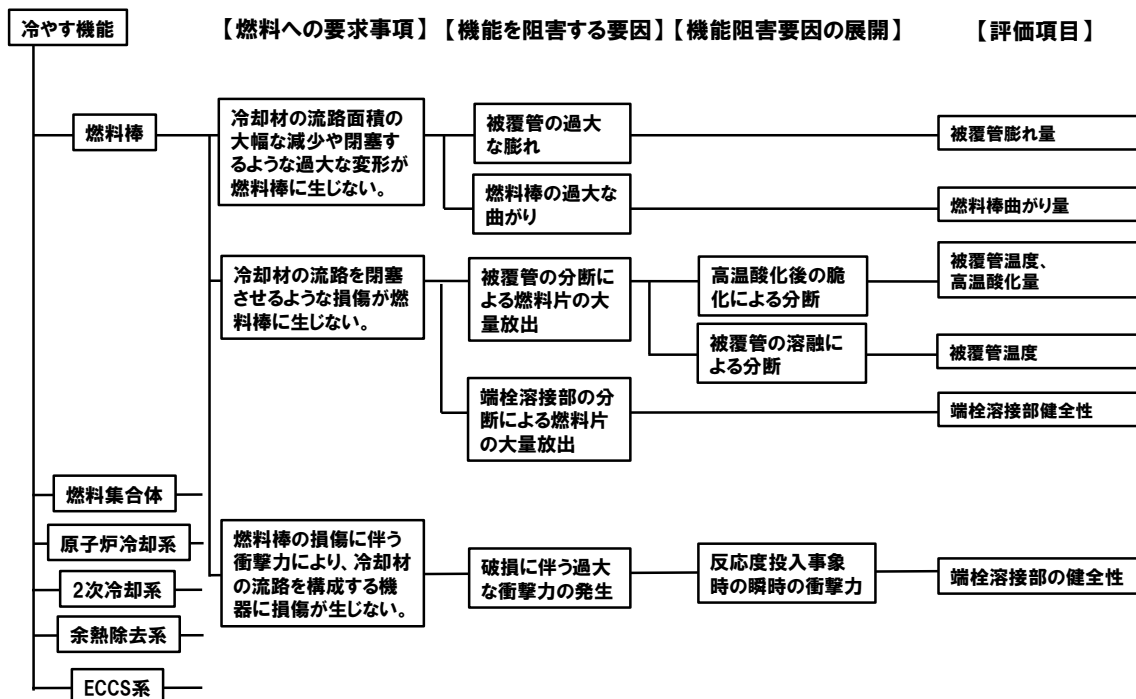 冷やす機能
【燃料への要求事項】
【機能を阻害する要因】
【機能阻害要因の展開】
【評価項目】
燃料棒
冷却材の流路面積の
大幅な減少や閉塞す
るような過大な変形が
燃料棒に生じない。
被覆管の過大
な膨れ
被覆管膨れ量
燃料棒の過大な
曲がり
燃料棒曲がり量
冷却材の流路を閉塞
させるような損傷が燃
料棒に生じない。
被覆管の分断に
よる燃料片の大
量放出
高温酸化後の脆
化による分断
被覆管温度、
高温酸化量
被覆管の溶融に
よる分断
被覆管温度
端栓溶接部の分
断による燃料片
の大量放出
端栓溶接部健全性
燃料棒の損傷に伴う
衝撃力により、冷却材
の流路を構成する機
器に損傷が生じない。
破損に伴う過大
な衝撃力の発生
反応度投入事象
時の瞬時の衝撃力
端栓溶接部の健全性
燃料集合体
原子炉冷却系
2次冷却系
余熱除去系
ECCS系